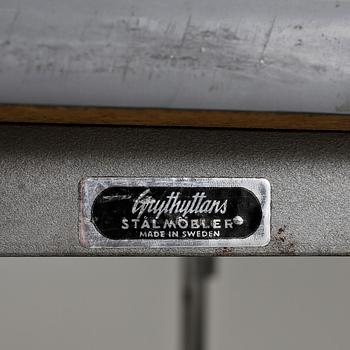 Grythyttans
STÅLMÖBLER
MADE IN SWEDEN